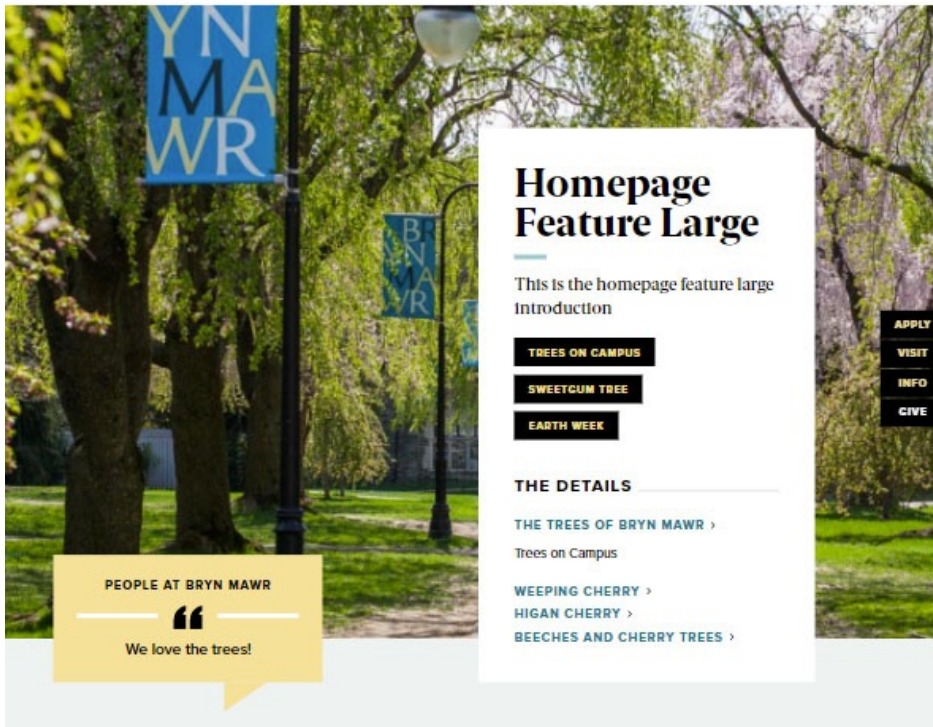 YN
MA
WR
BR
YN
MA
WR
Homepage
Feature Large
This is the homepage feature large
introduction
TREES ON CAMPUS
SWEETGUM TREE
EARTH WEEK
THE DETAILS
THE TREES OF BRYN MAWR ›
Trees on Campus
WEEPING CHERRY ›
HIGAN CHERRY ›
BEECHES AND CHERRY TREES ›
APPLY
VISIT
INFO
GIVE
PEOPLE AT BRYN MAWR
“
We love the trees!